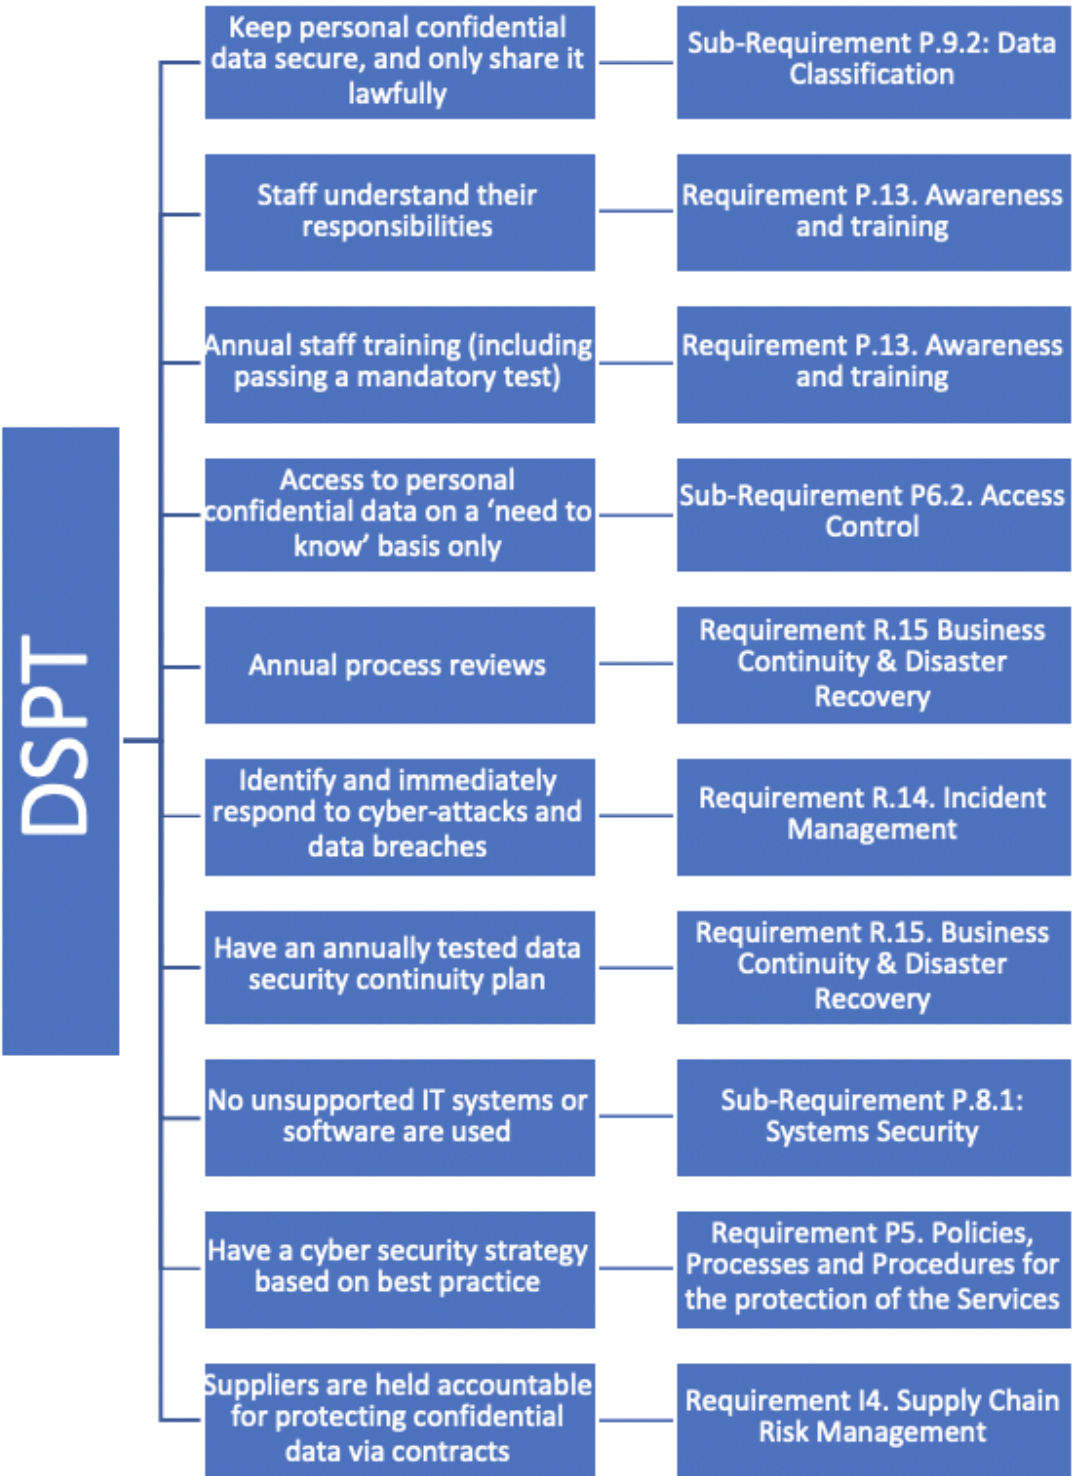 DSPT
Keep personal confidential
data secure, and only share it
lawfully
Sub-Requirement P.9.2: Data
Classification
Staff understand their
responsibilities
Requirement P.13. Awareness
and training
Annual staff training (including
passing a mandatory test)
Requirement P.13. Awareness
and training
Access to personal
confidential data on a ‘need to
know’ basis only
Sub-Requirement P6.2. Access
Control
Annual process reviews
Requirement R.15 Business
Continuity & Disaster
Recovery
Identify and immediately
respond to cyber-attacks and
data breaches
Requirement R.14. Incident
Management
Have an annually tested data
security continuity plan
Requirement R.15. Business
Continuity & Disaster
Recovery
No unsupported IT systems or
software are used
Sub-Requirement P.8.1:
Systems Security
Have a cyber security strategy
based on best practice
Requirement P5. Policies,
Processes and Procedures for
the protection of the Services
Suppliers are held accountable
for protecting confidential
data via contracts
Requirement I4. Supply Chain
Risk Management